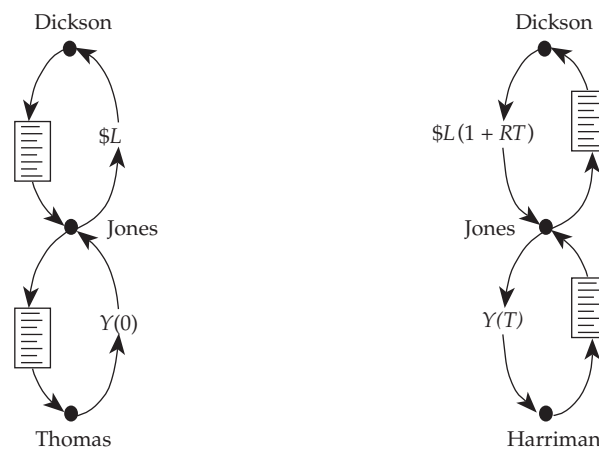 Dickson
$L
Jones
Y(0)
Thomas
Dickson
$L(1 + RT)
Jones
Y(T)
Harriman